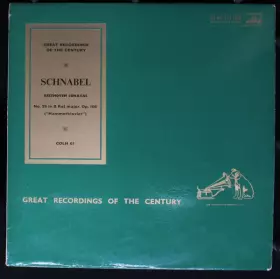 GREAT RECORDINGS
OF THE CENTURY
SCHNABEL
BEETHOVEN SONATAS
No. 29 in B flat major, Op. 106
("Hammerklavier")
COLH 61
GREAT RECORDINGS OF THE CENTURY